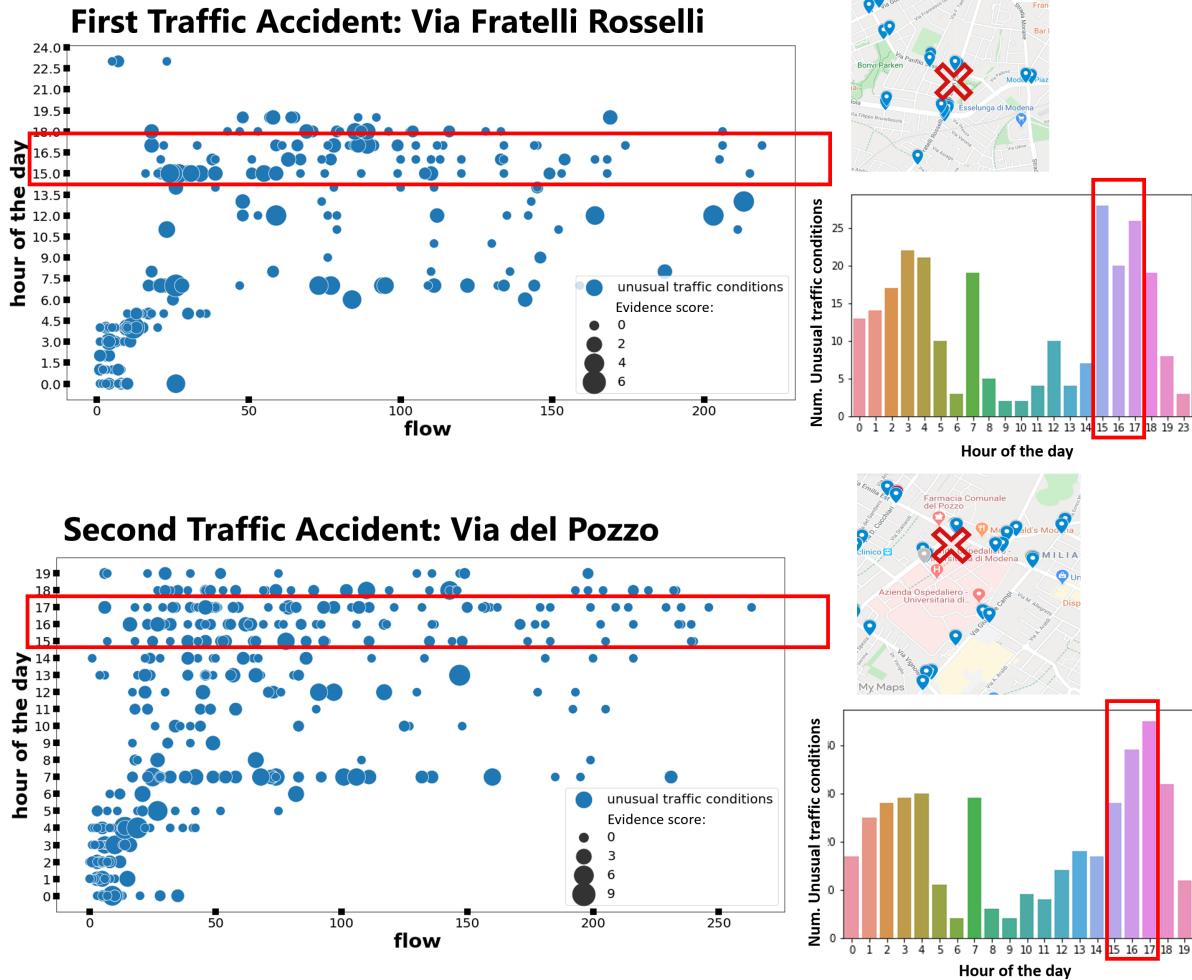 First Traffic Accident: Via Fratelli Rosselli
hour of the day
24.0
22.5
21.0
19.5
18.0
16.5
15.0
13.5
12.0
10.5
9.0
7.5
6.0
4.5
3.0
1.5
0.0
unusual traffic conditions
Evidence score:
0
2
4
6
0 50 100 150 200
flow
Bonvi Parken
Esselunga di Modena
Num. Unusual traffic conditions
25
20
15
10
5
0
0 1 2 3 4 5 6 7 8 9 10 11 12 13 14 15 16 17 18 19 23
Hour of the day
Second Traffic Accident: Via del Pozzo
hour of the day
19
18
17
16
15
14
13
12
11
10
9
8
7
6
5
4
3
2
1
0
unusual traffic conditions
Evidence score:
0
3
6
9
0 50 100 150 200 250
flow
Via Emilia Est
Farmacia Comunale
del Pozzo
EMILIA
Azienda Ospedaliero -
Universitaria di...
My Maps
Num. Unusual traffic conditions
0
0 1 2 3 4 5 6 7 8 9 10 11 12 13 14 15 16 17 18 19
Hour of the day